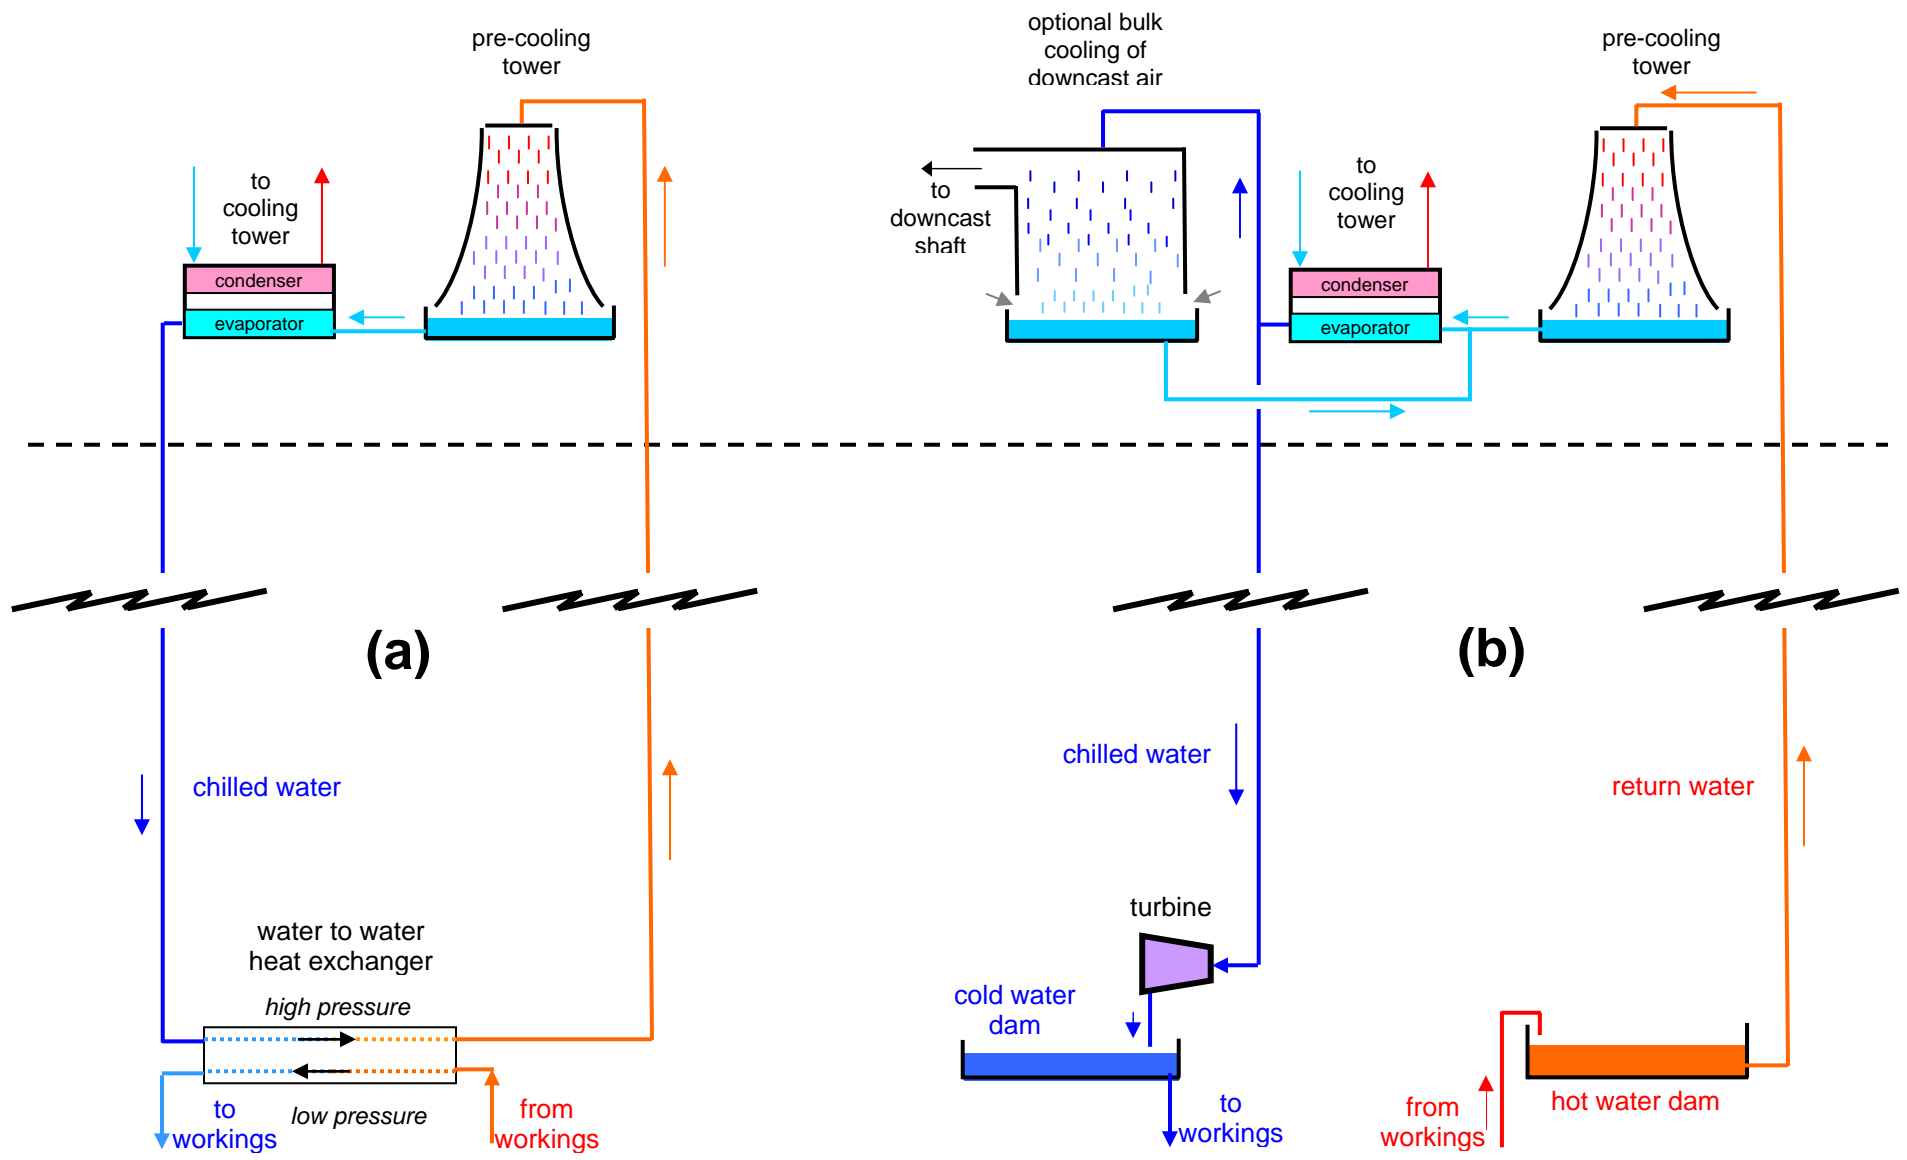 pre-cooling
tower
to
cooling
tower
condenser
evaporator
optional bulk
cooling of
downcast air
to
downcast
shaft
to
cooling
tower
condenser
evaporator
pre-cooling
tower
(a)
(b)
chilled water
chilled water
return water
water to water
heat exchanger
high pressure
low pressure
to
workings
from
workings
turbine
cold water
dam
to
workings
from
workings
hot water dam